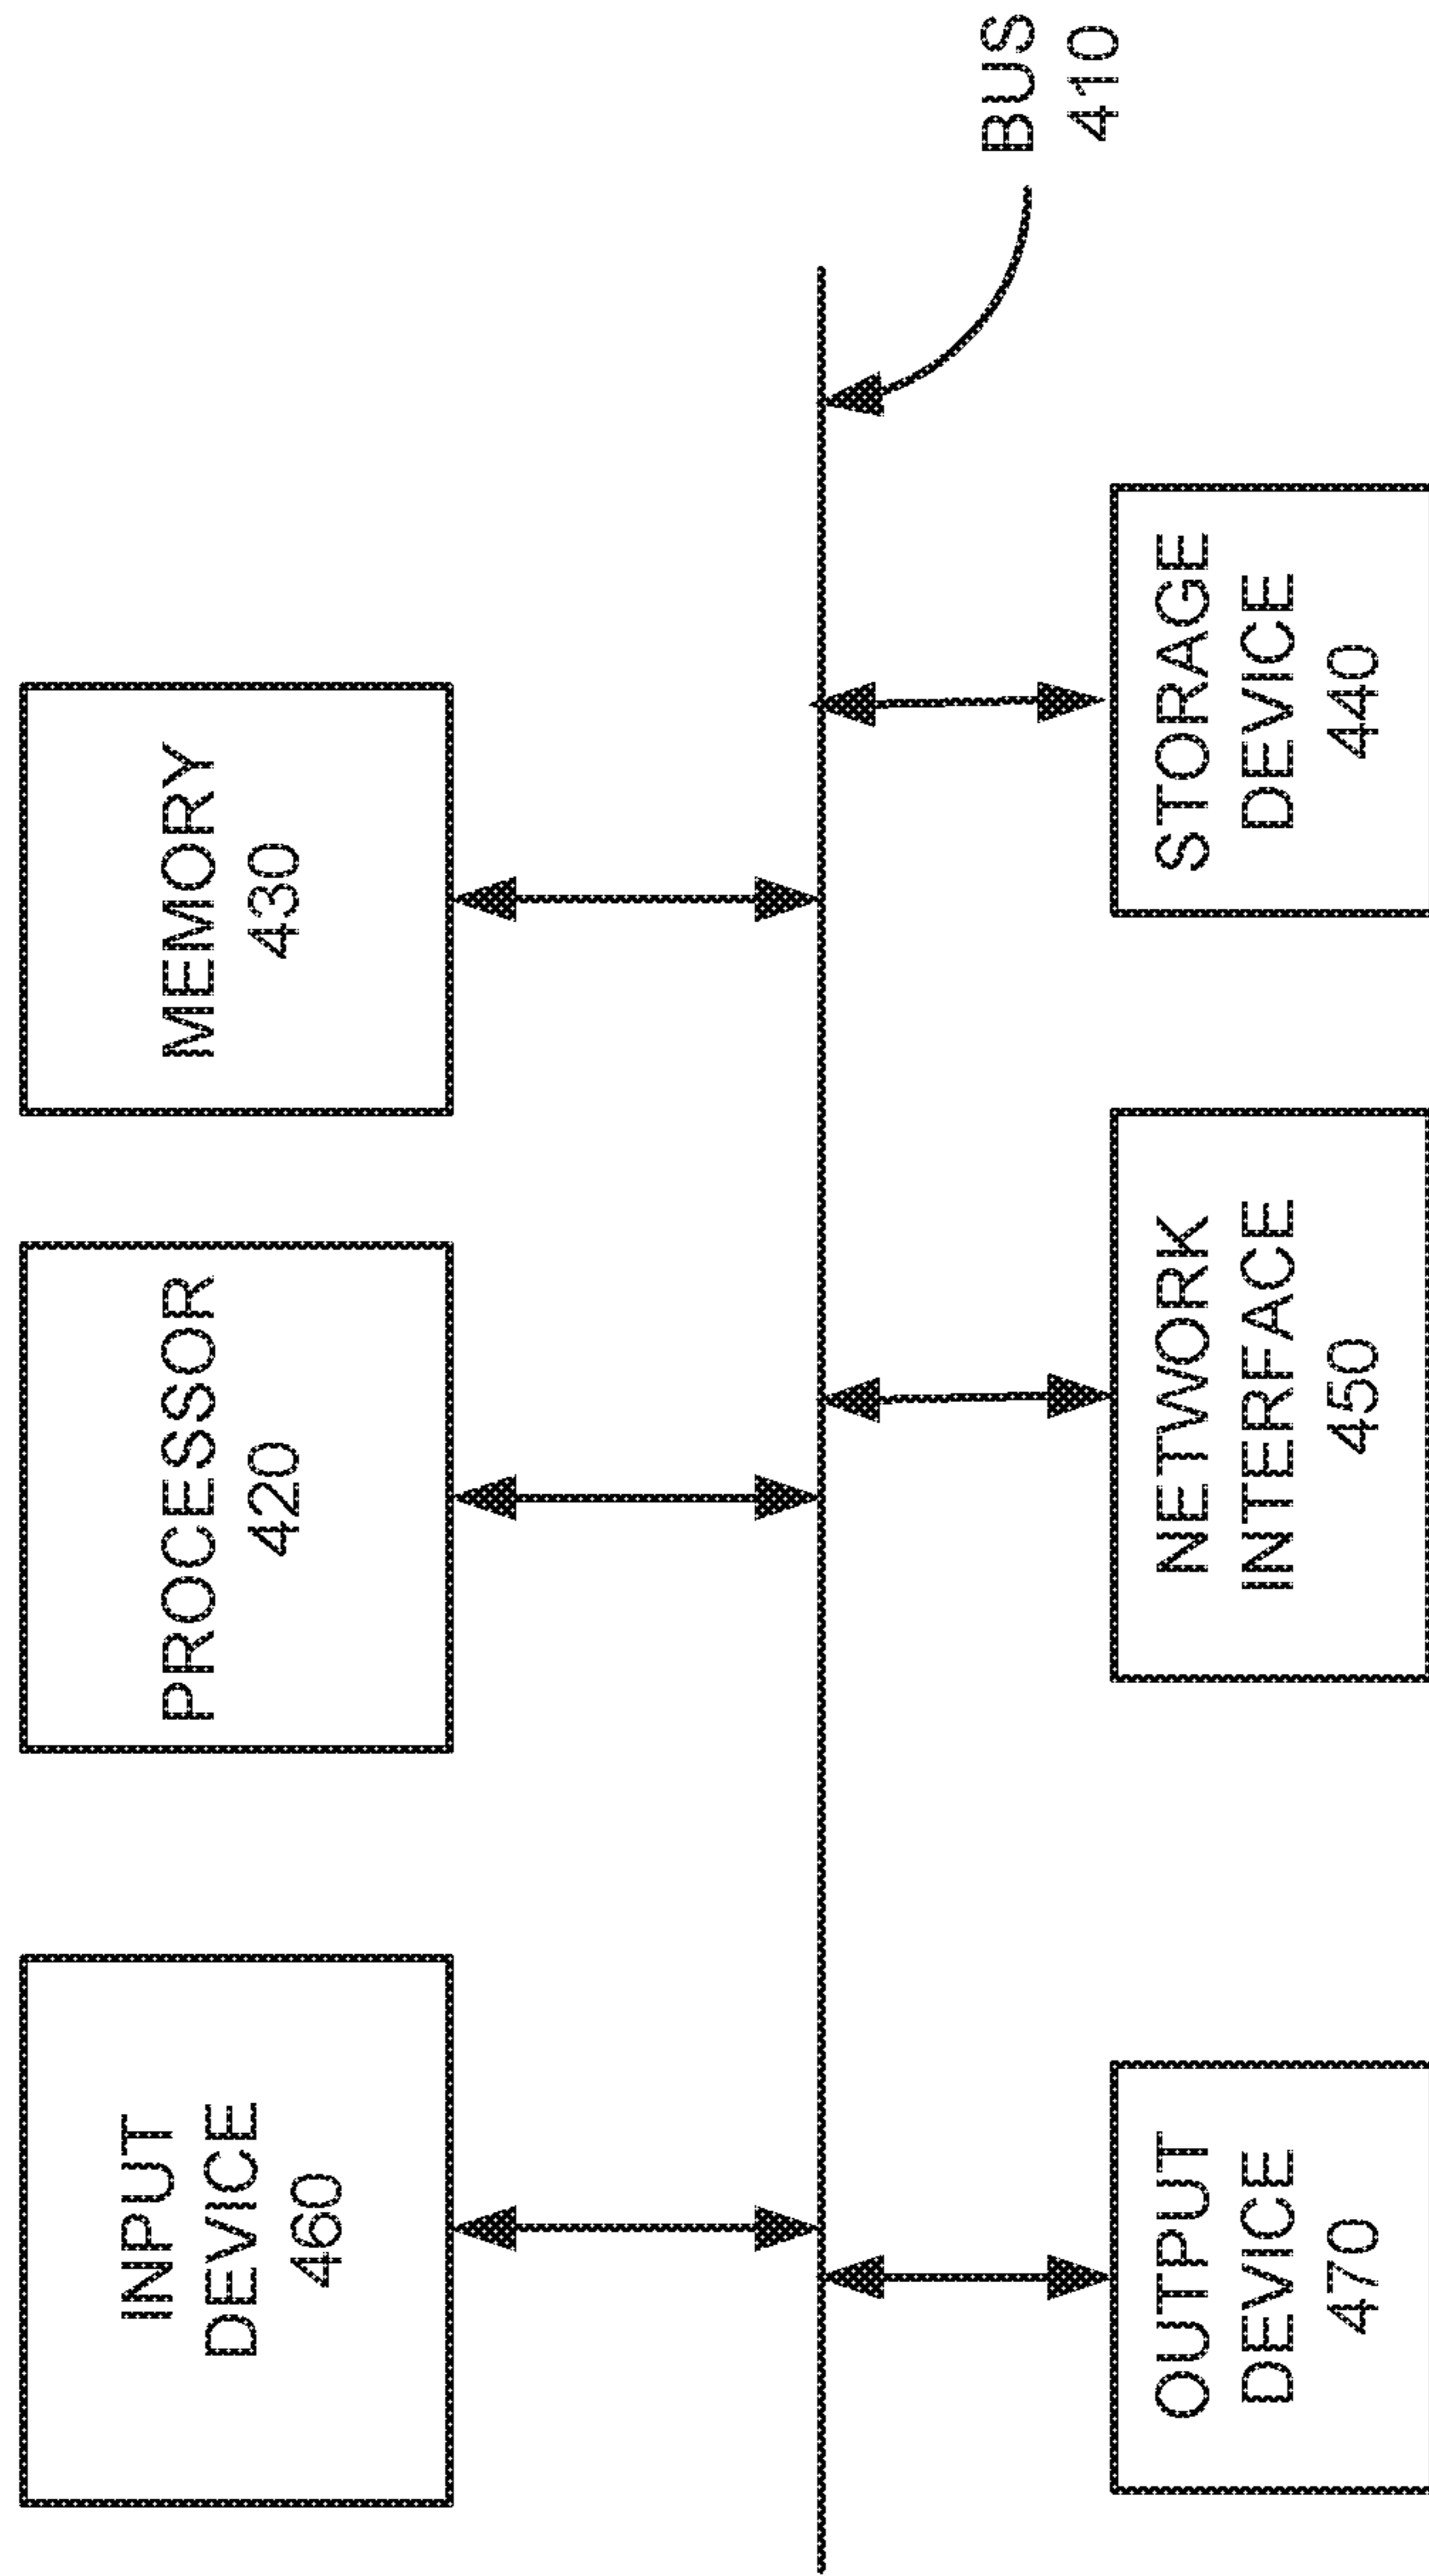 INPUT
DEVICE
460
PROCESSOR
420
MEMORY
430
BUS
410
OUTPUT
DEVICE
470
NETWORK
INTERFACE
450
STORAGE
DEVICE
440